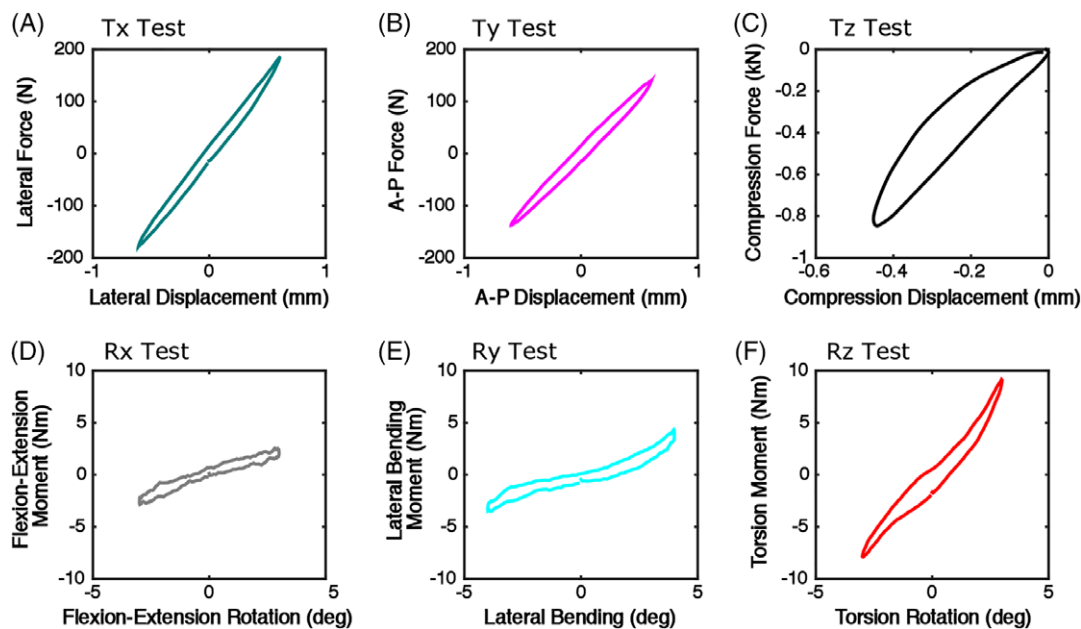 (A) Tx Test
Lateral Force (N)
200
100
0
-100
-200
-1 0 1
Lateral Displacement (mm)
(B) Ty Test
A-P Force (N)
200
100
0
-100
-200
-1 0 1
A-P Displacement (mm)
(C) Tz Test
Compression Force (kN)
0
-0.2
-0.4
-0.6
-0.8
-1
-0.6 -0.4 -0.2 0
Compression Displacement (mm)
(D) Rx Test
Flexion-Extension
Moment (Nm)
10
5
0
-5
-10
-5 0 5
Flexion-Extension Rotation (deg)
(E) Ry Test
Lateral Bending
Moment (Nm)
10
5
0
-5
-10
-5 0 5
Lateral Bending (deg)
(F) Rz Test
Torsion Moment (Nm)
10
5
0
-5
-10
-5 0 5
Torsion Rotation (deg)